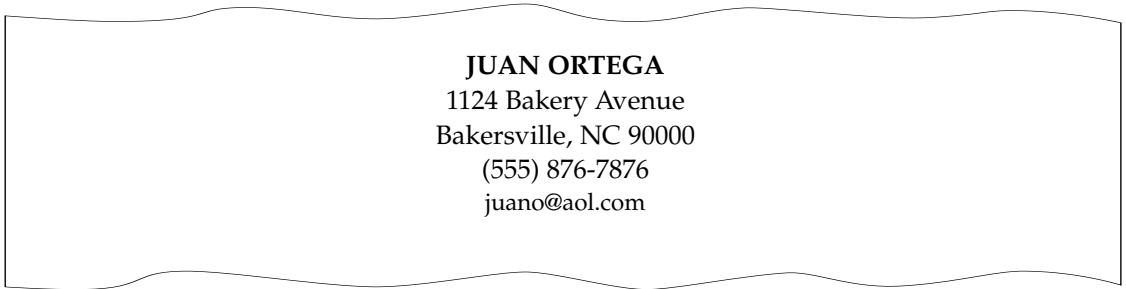 JUAN ORTEGA
1124 Bakery Avenue
Bakersville, NC 90000
(555) 876-7876
juano@aol.com